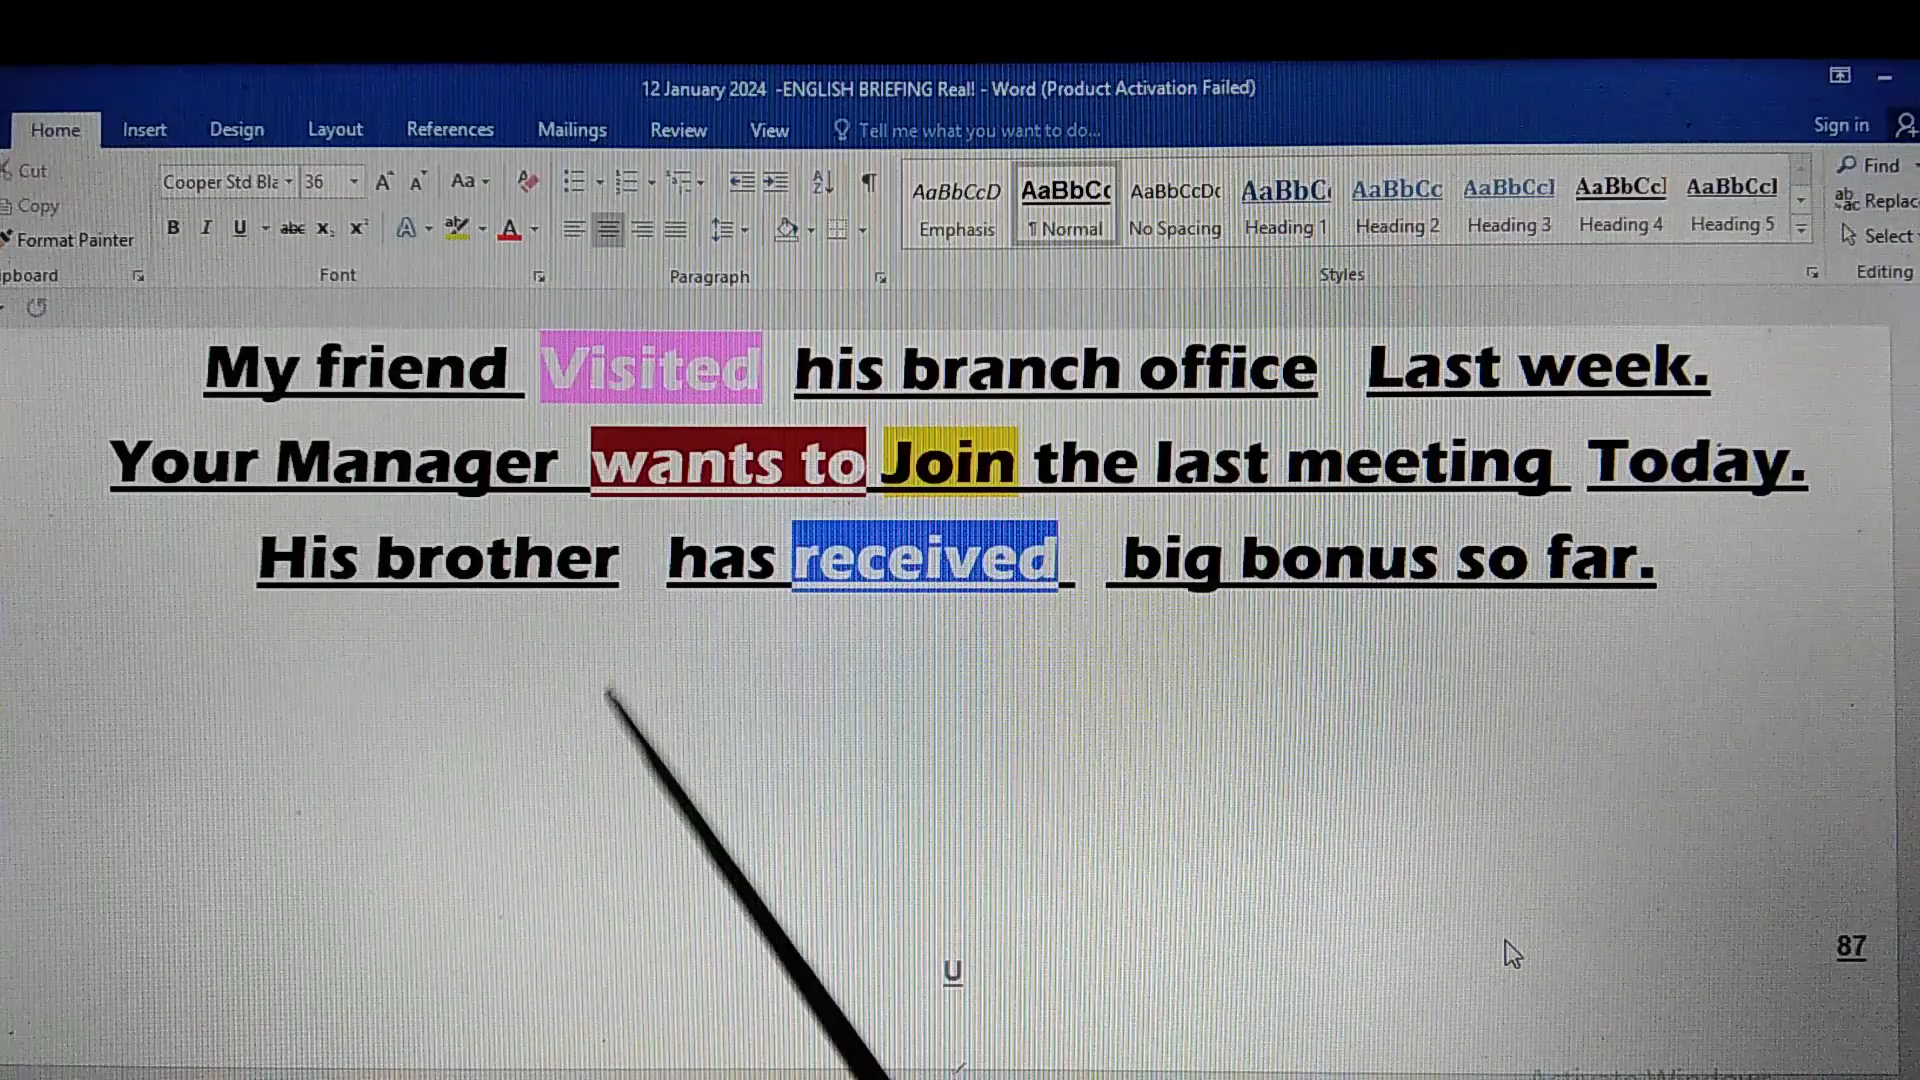 12 January 2024 -ENGLISH BRIEFING Real! - Word (Product Activation Failed)
Home Insert Design Layout References Mailings Review View Tell me what you want to do... Sign in
Cut
Copy
Format Painter
pboard
Cooper Std Bla 36
Font
Paragraph
AaBbCcD AaBbCc AaBbCcDc AaBbC AaBbCc AaBbCcI AaBbCcI AaBbCcI
Emphasis ¶ Normal No Spacing Heading 1 Heading 2 Heading 3 Heading 4 Heading 5
Styles
Find
Replac
Select
Editing
My friend Visited his branch office Last week.
Your Manager wants to Join the last meeting Today.
His brother has received big bonus so far.
U
87